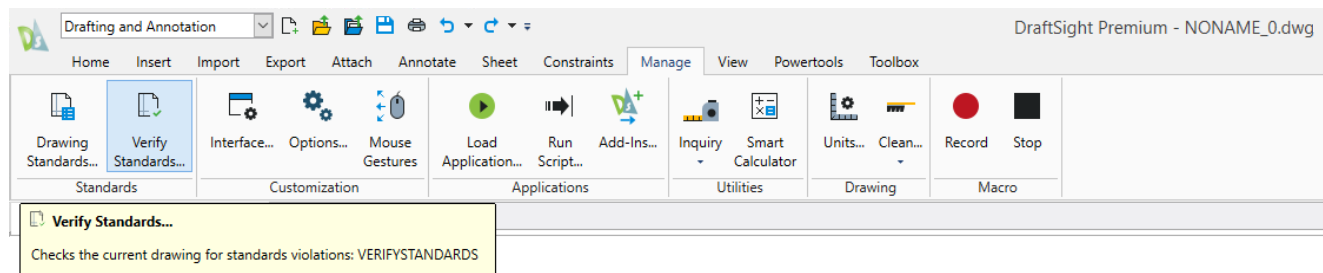 Drafting and Annotation
DraftSight Premium - NONAME_0.dwg
Home Insert Import Export Attach Annotate Sheet Constraints Manage View Powertools Toolbox
Drawing Standards...
Verify Standards...
Interface...
Options...
Mouse Gestures
Load Application...
Run Script...
Add-Ins...
Inquiry
Smart Calculator
Units...
Clean...
Record
Stop
Standards
Customization
Applications
Utilities
Drawing
Macro
Verify Standards...
Checks the current drawing for standards violations: VERIFYSTANDARDS